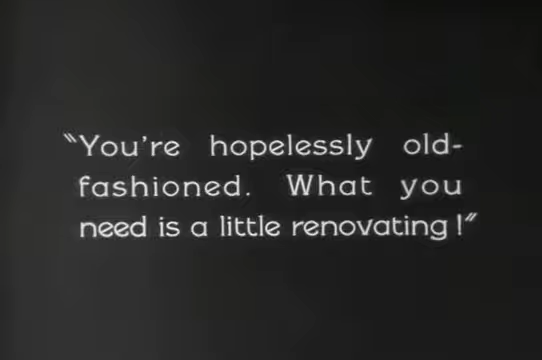 “You're hopelessly old-
fashioned. What you
need is a little renovating!”